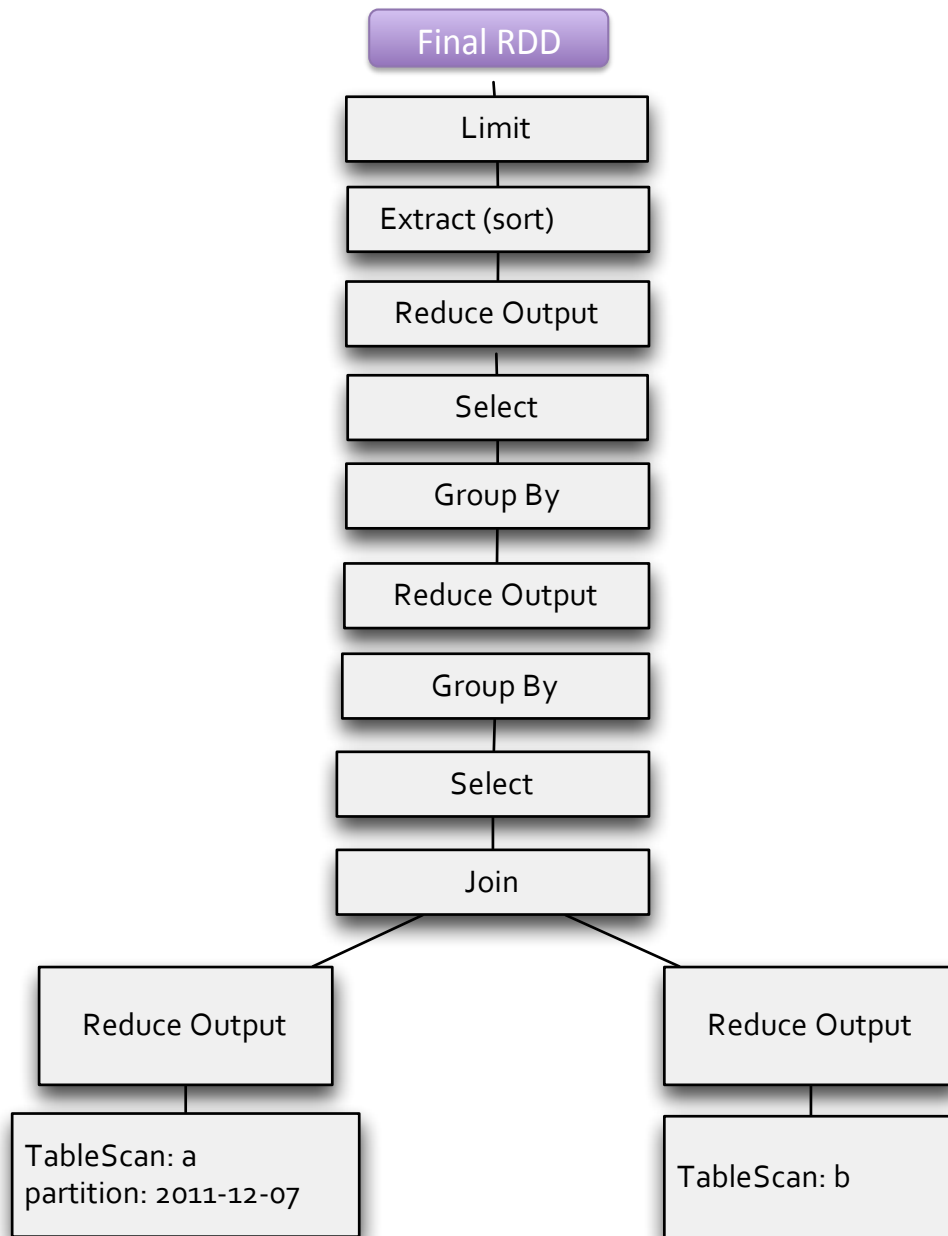 Final RDD
Limit
Extract (sort)
Reduce Output
Select
Group By
Reduce Output
Group By
Select
Join
Reduce Output
Reduce Output
TableScan: a
partition: 2011-12-07
TableScan: b